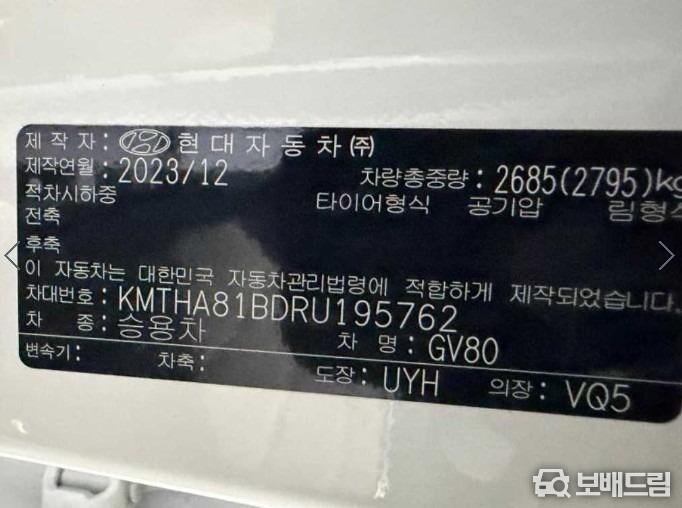 제 작 자: 현대자동차㈜
제작연월: 2023/12 차량총중량: 2685(2795)kg
적차시하중 타이어형식 공기압 림형식
전축
후축
이 자동차는 대한민국 자동차관리법령에 적합하게 제작되었습니다.
차대번호: KMTHA81BDRU195762
차 종: 승용차 차 명: GV80
변속기: 차축: 도장: UYH 의장: VQ5
보배드림